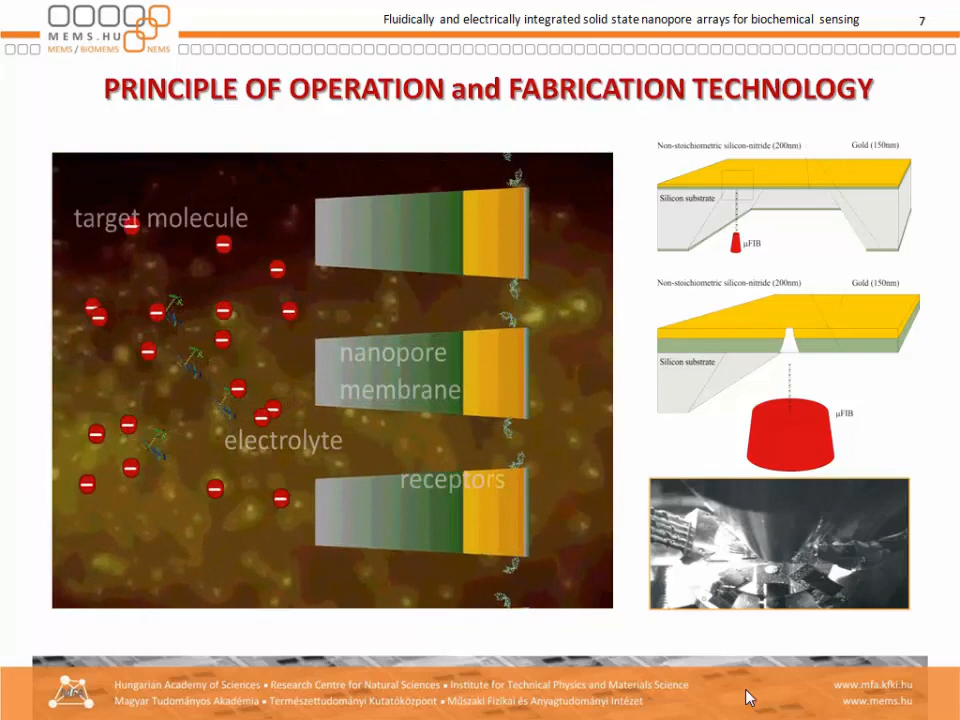 MEMS.HU
MEMS / BIOMEMS NEMS
Fluidically and electrically integrated solid state nanopore arrays for biochemical sensing
7
PRINCIPLE OF OPERATION and FABRICATION TECHNOLOGY
target molecule
nanopore
membrane
electrolyte
receptors
Non-stoichiometric silicon-nitride (200nm) Gold (150nm)
Silicon substrate
μFIB
Non-stoichiometric silicon-nitride (200nm) Gold (150nm)
Silicon substrate
μFIB
MFA
Hungarian Academy of Sciences ▪ Research Centre for Natural Sciences ▪ Institute for Technical Physics and Materials Science www.mfa.kfki.hu
Magyar Tudományos Akadémia ▪ Természettudományi Kutatóközpont ▪ Műszaki Fizikai és Anyagtudományi Intézet www.mems.hu